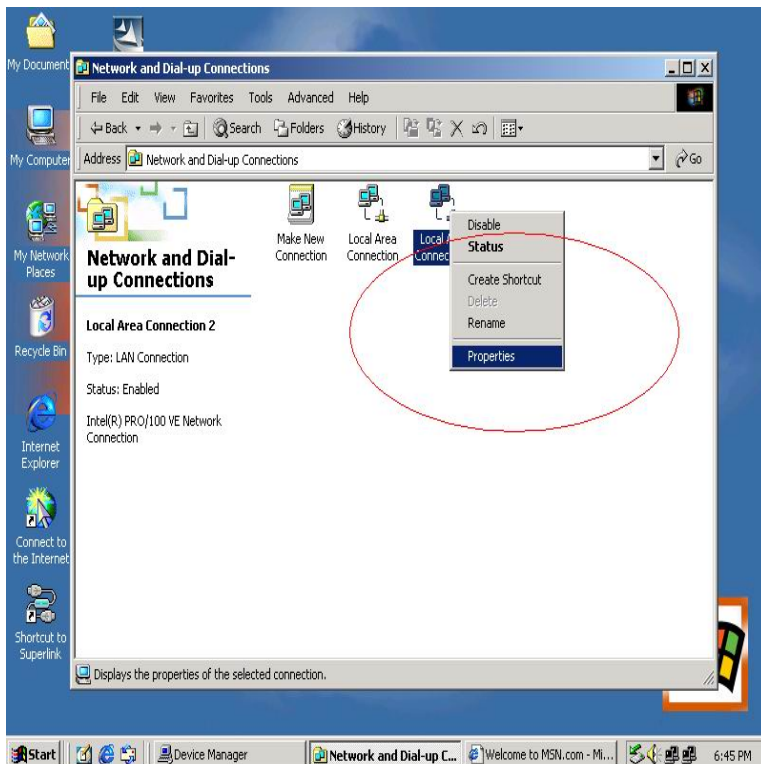 My Document
My Computer
My Network
Places
Recycle Bin
Internet
Explorer
Connect to
the Internet
Shortcut to
Superlink
Network and Dial-up Connections
File Edit View Favorites Tools Advanced Help
Back Search Folders History
Address Network and Dial-up Connections Go
Network and Dial-
up Connections
Local Area Connection 2
Type: LAN Connection
Status: Enabled
Intel(R) PRO/100 VE Network
Connection
Make New
Connection
Local Area
Connection
Local A
Connec
Disable
Status
Create Shortcut
Delete
Rename
Properties
Displays the properties of the selected connection.
Start Device Manager Network and Dial-up C... Welcome to MSN.com - Mi... 6:45 PM